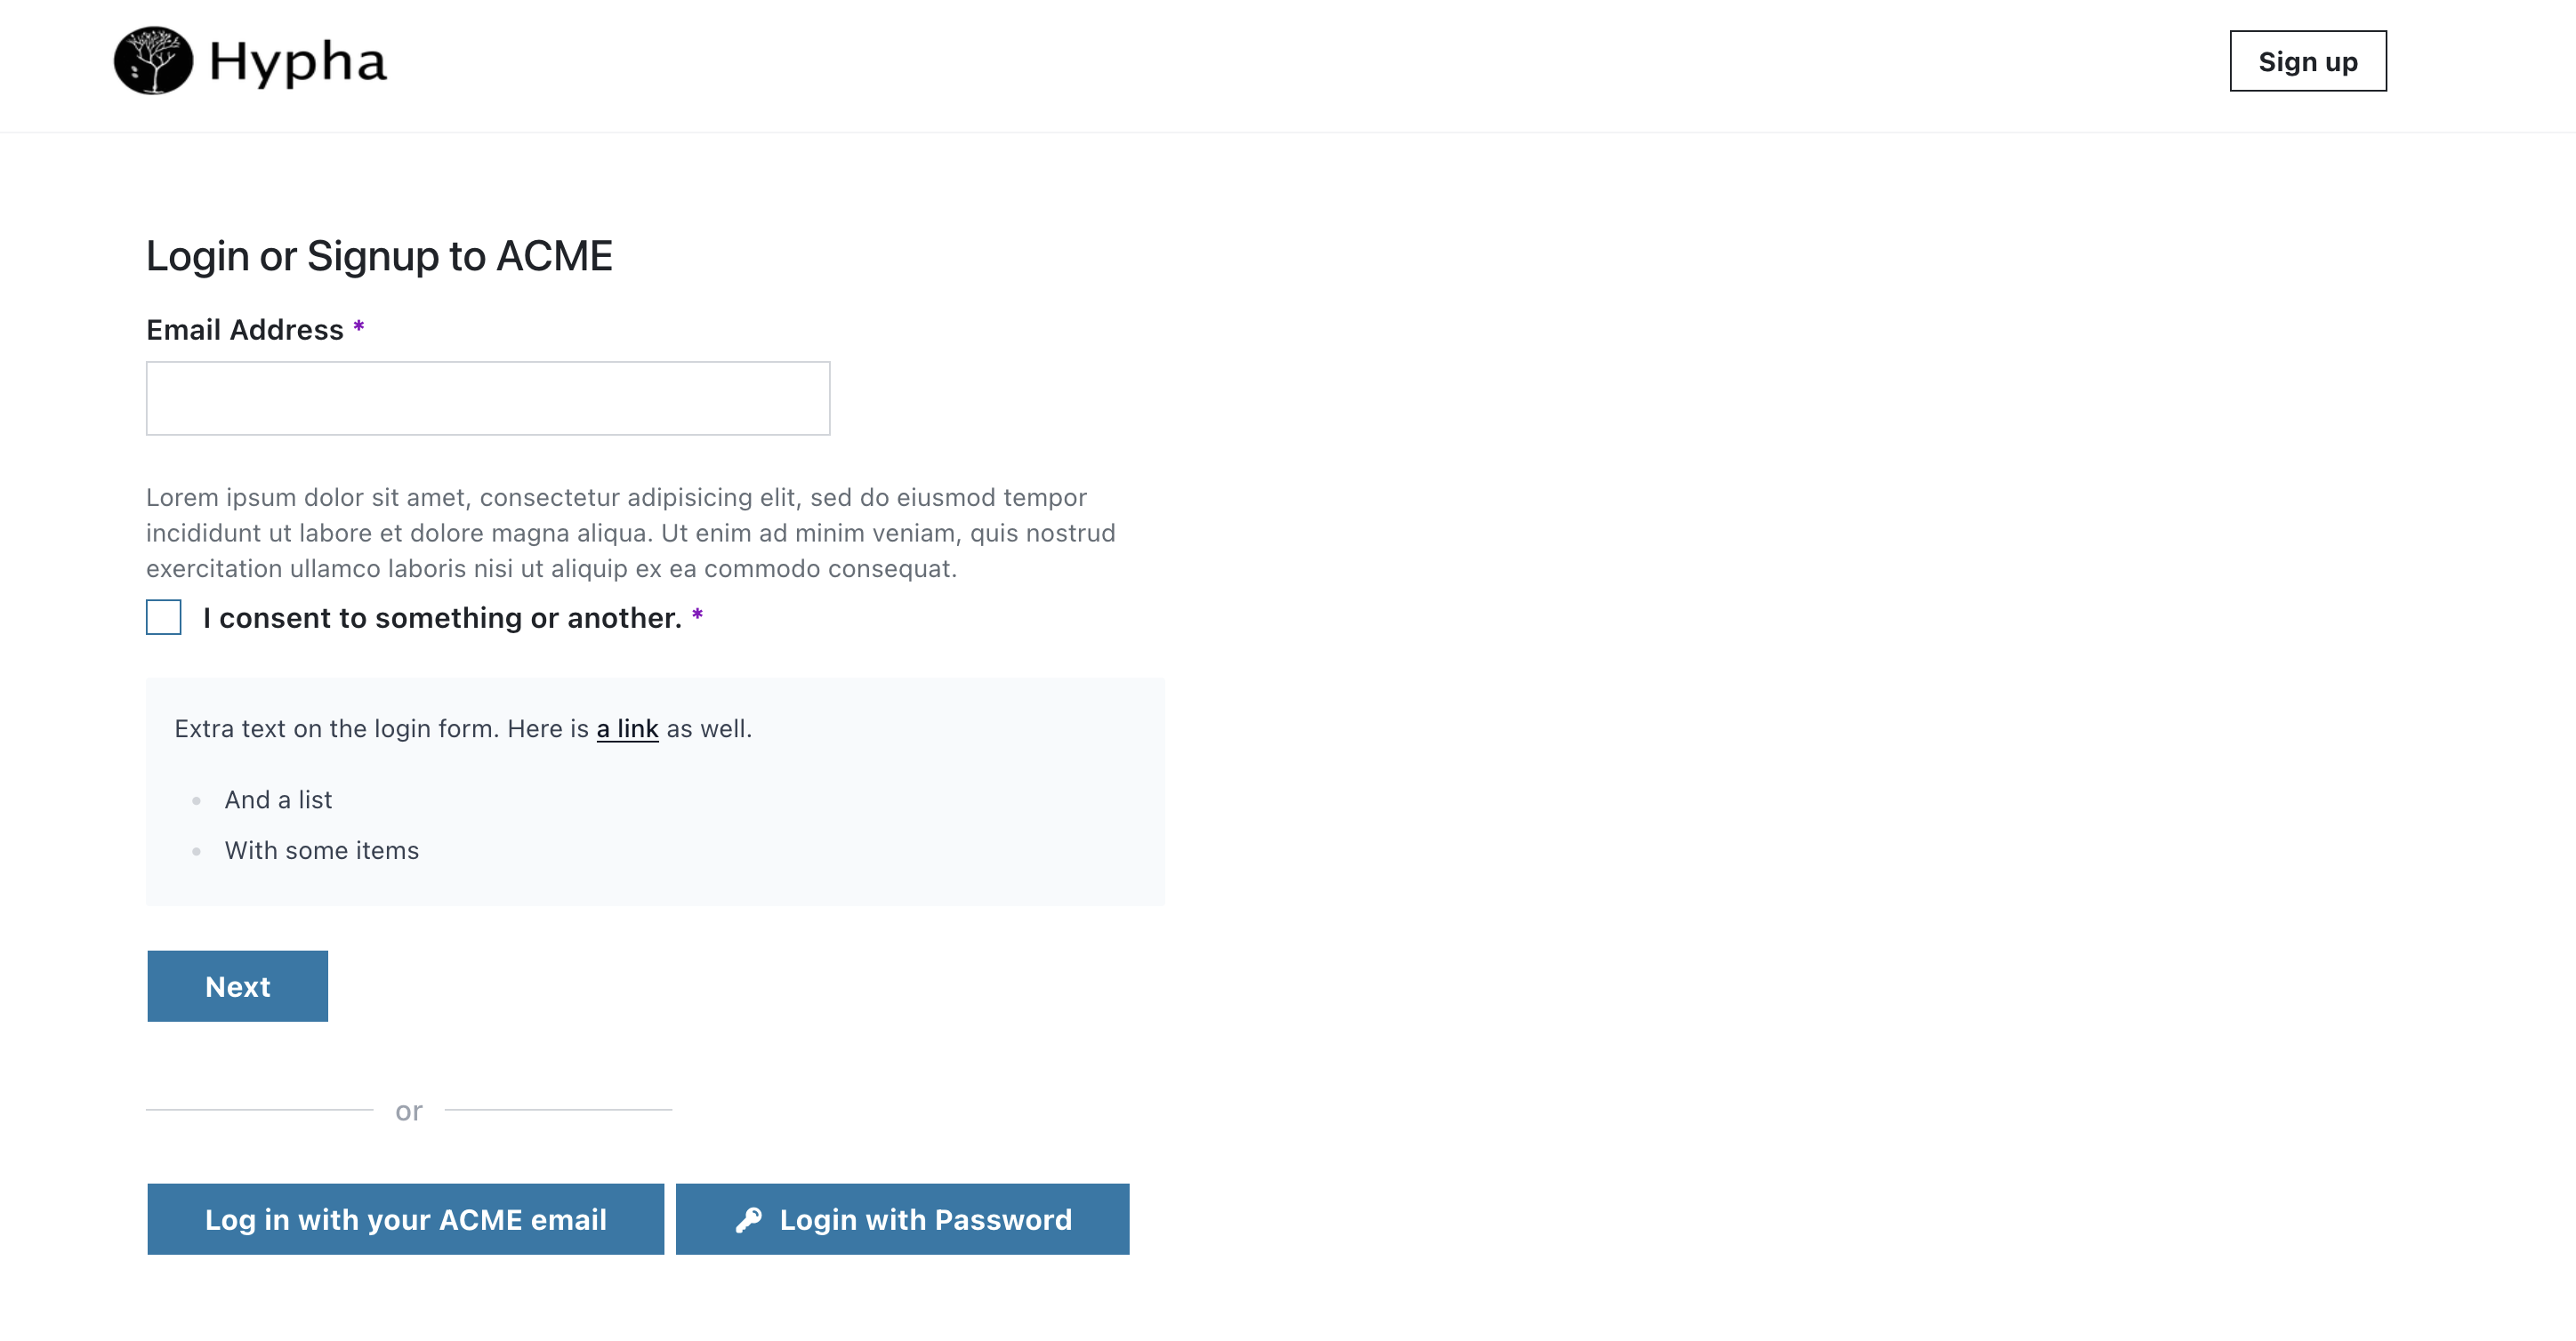 Hypha
Sign up
Login or Signup to ACME
Email Address *
Lorem ipsum dolor sit amet, consectetur adipisicing elit, sed do eiusmod tempor
incididunt ut labore et dolore magna aliqua. Ut enim ad minim veniam, quis nostrud
exercitation ullamco laboris nisi ut aliquip ex ea commodo consequat.
I consent to something or another. *
Extra text on the login form. Here is a link as well.
And a list
With some items
Next
or
Log in with your ACME email
Login with Password